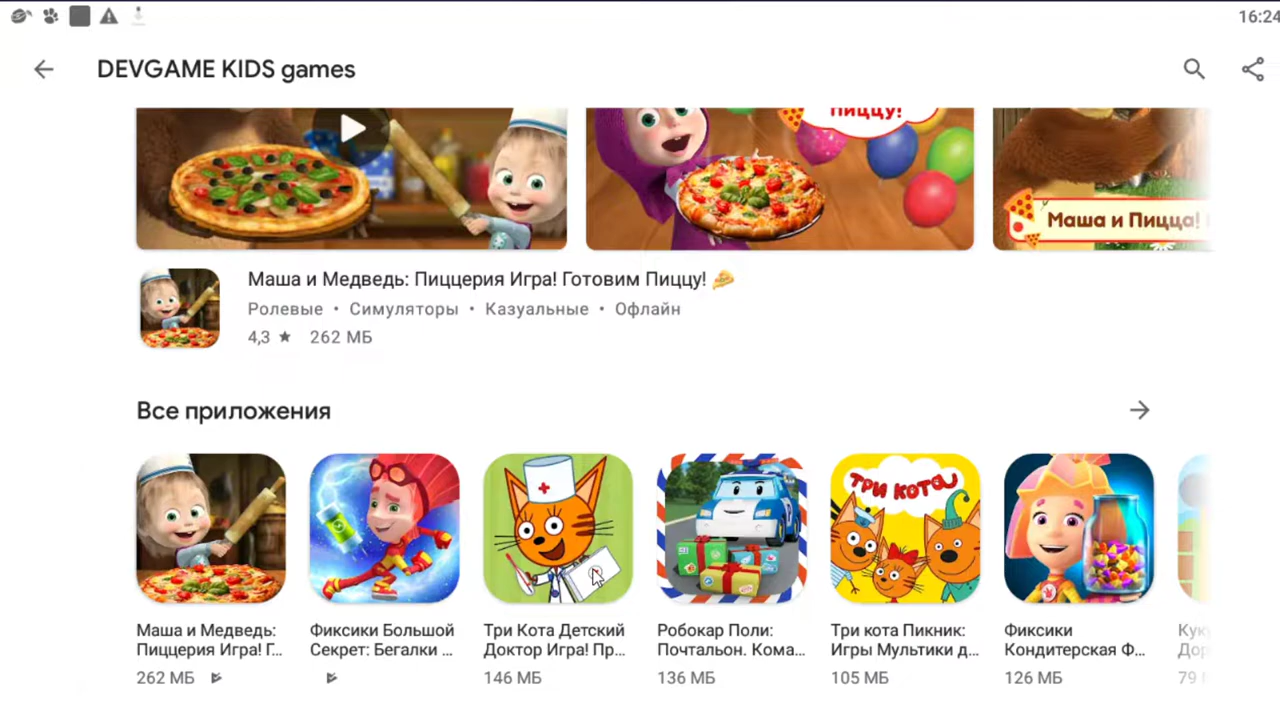 16:24
DEVGAME KIDS games
ПИЦЦУ!
Маша и Пицца!
Маша и Медведь: Пиццерия Игра! Готовим Пиццу! 🍕
Ролевые • Симуляторы • Казуальные • Офлайн
4,3 ★ 262 МБ
Все приложения
ТРИ КОТА
Маша и Медведь:
Пиццерия Игра! Г...
262 МБ
Фиксики Большой
Секрет: Бегалки ...
Три Кота Детский
Доктор Игра! Пр...
146 МБ
Робокар Поли:
Почтальон. Кома...
136 МБ
Три кота Пикник:
Игры Мультики д...
105 МБ
Фиксики
Кондитерская Ф...
126 МБ
79